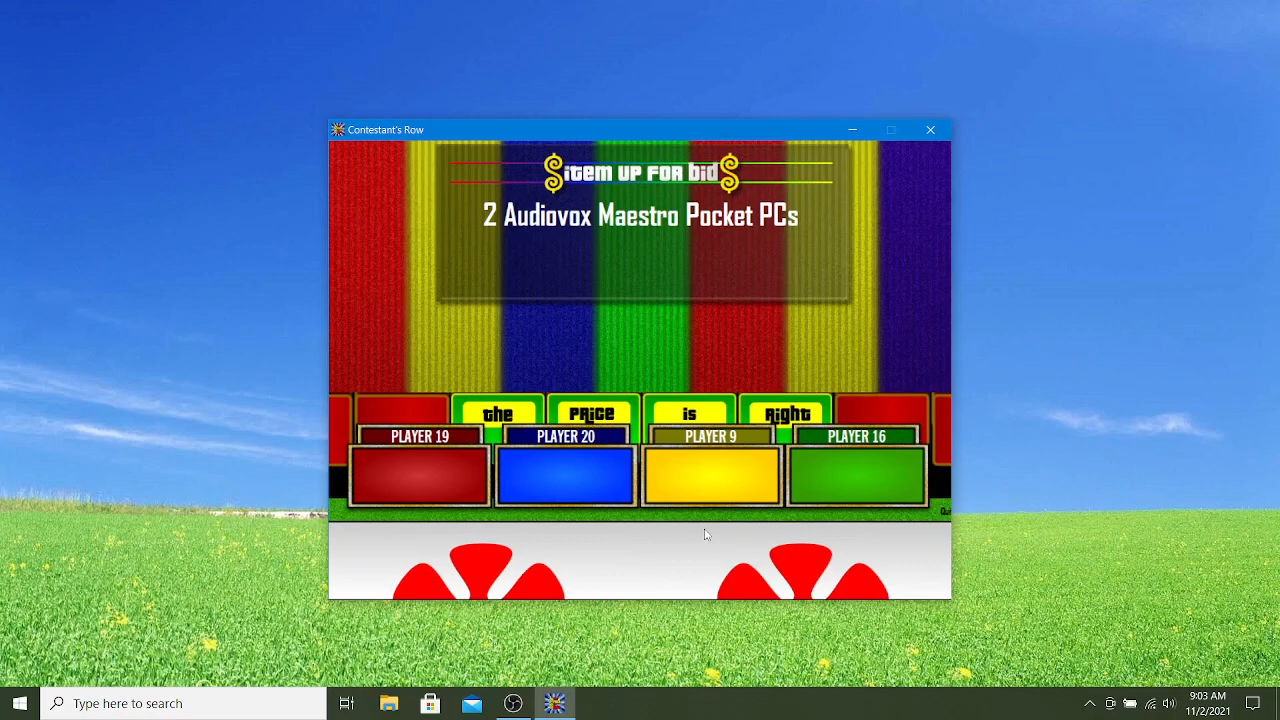 Contestant's Row
item up for bid
2 Audiovox Maestro Pocket PCs
the PRiCE is Right
PLAYER 19 PLAYER 20 PLAYER 9 PLAYER 16
Type here to search
9:03 AM
11/2/2021